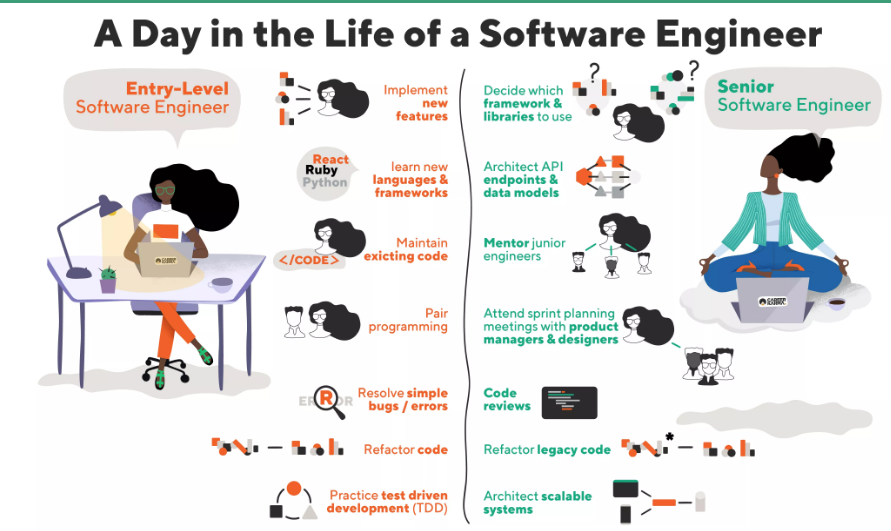 A Day in the Life of a Software Engineer
Entry-Level
Software Engineer
Implement
new
features
React
Ruby
Python
learn new
languages &
frameworks
</CODE>
Maintain
exicting code
Pair
programming
ERROR
Resolve simple
bugs / errors
Refactor code
Practice test driven
development (TDD)
Senior
Software Engineer
Decide which
framework &
libraries to use
?
?
Architect API
endpoints &
data models
Mentor junior
engineers
Attend sprint planning
meetings with product
managers & designers
Code
reviews
Refactor legacy code
*
Architect scalable
systems